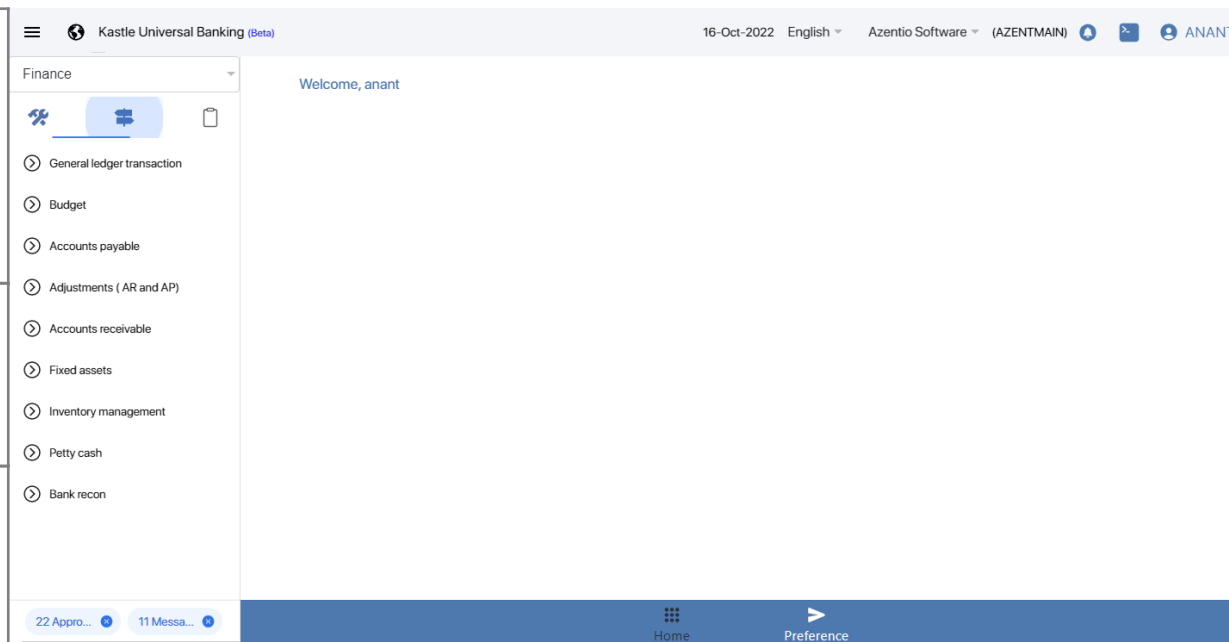 Kastle Universal Banking (Beta)
16-Oct-2022 English Azentio Software (AZENTMAIN) ANANT
Finance
Welcome, anant
General ledger transaction
Budget
Accounts payable
Adjustments ( AR and AP)
Accounts receivable
Fixed assets
Inventory management
Petty cash
Bank recon
22 Appro... 11 Messa...
Home Preference